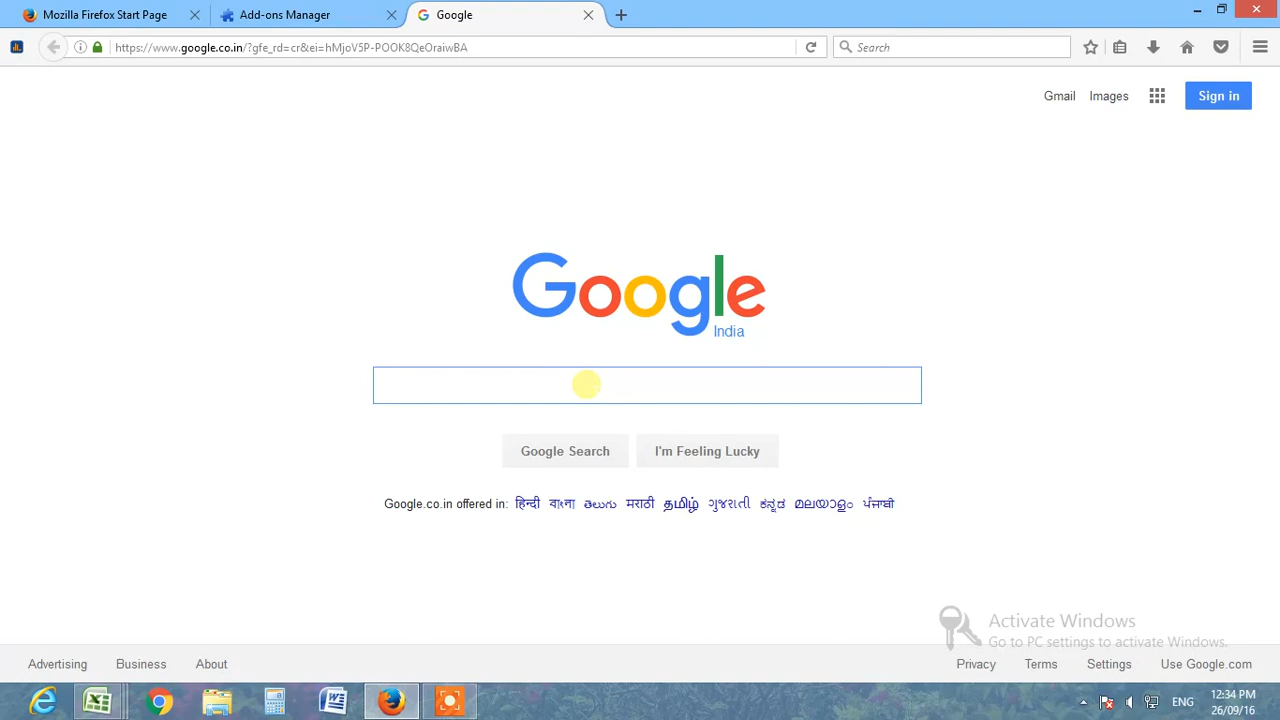 Mozilla Firefox Start Page
Add-ons Manager
Google
https://www.google.co.in/?gfe_rd=cr&ei=hMjoV5P-POOK8QeOraiwBA
Search
Gmail Images Sign in
Google
India
Google Search I'm Feeling Lucky
Google.co.in offered in: हिन्दी বাংলা తెలుగు मराठी தமிழ் ગુજરાતી ಕನ್ನಡ മലയാളം ਪੰਜਾਬੀ
Activate Windows
Go to PC settings to activate Windows.
Advertising Business About Privacy Terms Settings Use Google.com
ENG
12:34 PM
26/09/16